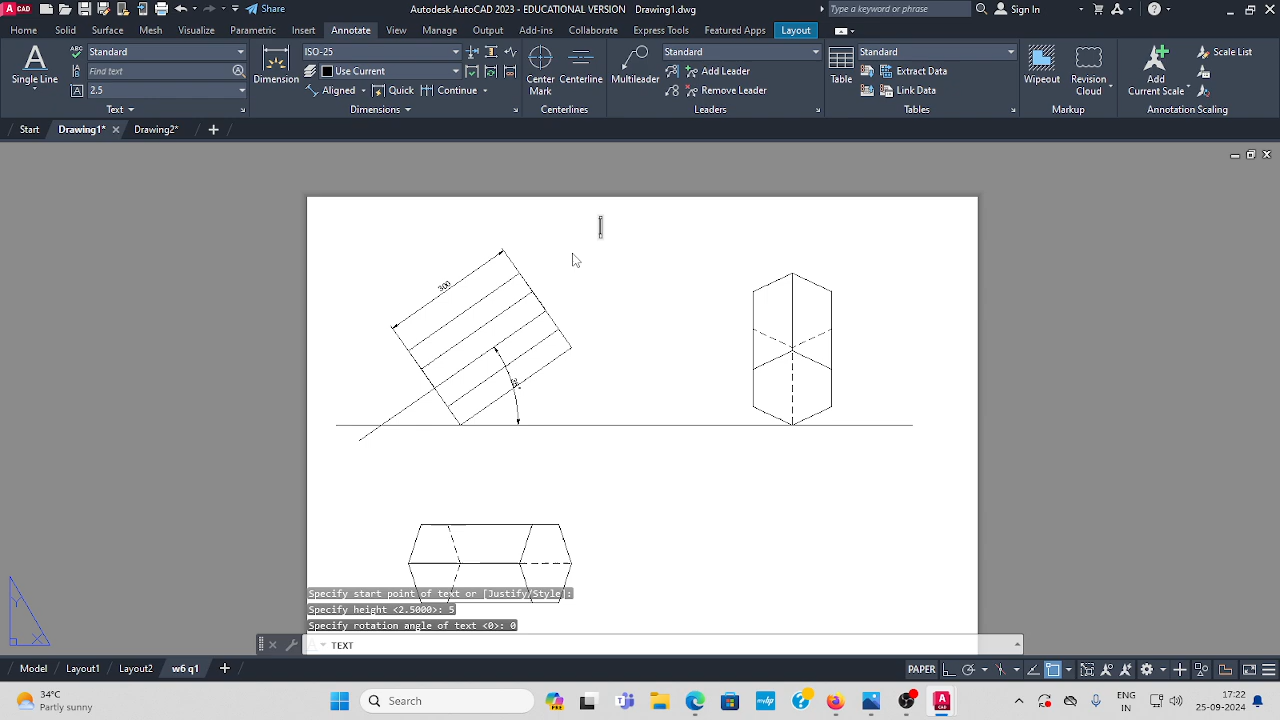 CAD
Share
Autodesk AutoCAD 2023 - EDUCATIONAL VERSION Drawing1.dwg
Type a keyword or phrase
Sign In
Home Insert Annotate View Manage Output Add-ins Collaborate Express Tools Featured Apps Layout
Solid Surface Mesh Visualize Parametric
Standard
Find text
2.5
Single Line
Text
Dimension
ISO-25
Use Current
Aligned Quick Continue
Dimensions
Center Mark
Centerline
Centerlines
Multileader
Standard
Add Leader
Remove Leader
Leaders
Table
Standard
Extract Data
Link Data
Tables
Wipeout
Revision Cloud
Markup
Add Current Scale
Scale List
Annotation Scaling
Start Drawing1* Drawing2*
300
Specify start point of text or [Justify/Style]:
Specify height <2.5000>: 5
Specify rotation angle of text <0>: 0
TEXT
Y
X
Model Layout1 Layout2 w6 q1
PAPER
34°C
Partly sunny
Search
ENG
IN
17:22
25-09-2024